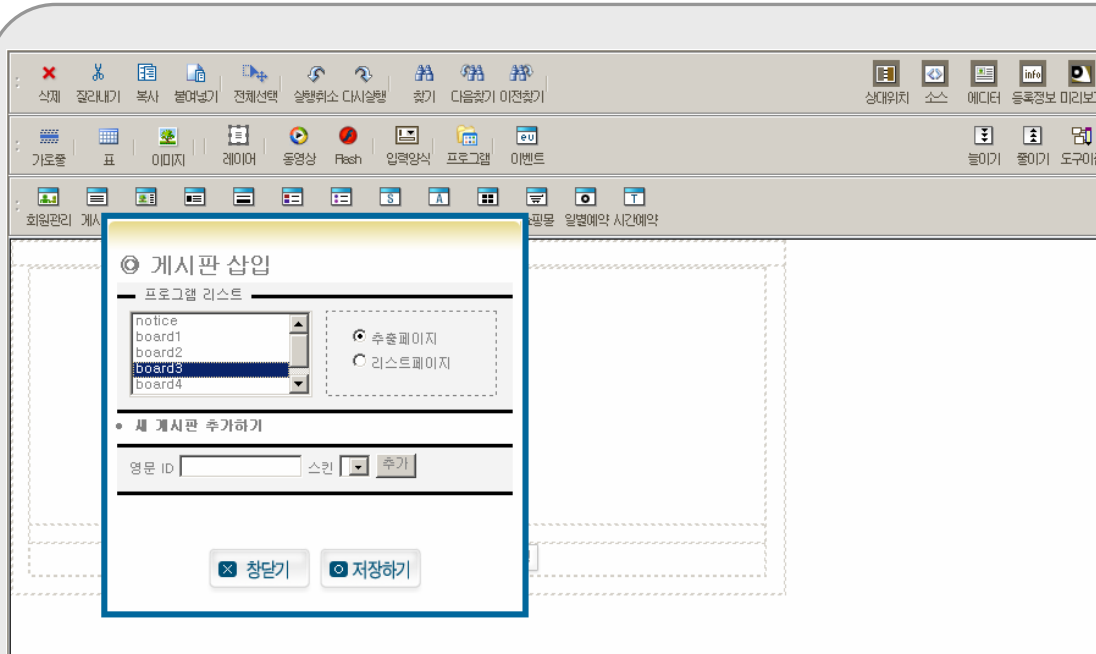 삭제 잘라내기 복사 붙여넣기 전체선택 실행취소 다시실행 찾기 다음찾기 이전찾기 상대위치 소스 에디터 등록정보 미리보기
가로줄 표 이미지 레이어 동영상 Flash 입력양식 프로그램 이벤트 늘이기 줄이기
회원관리 일별예약 시간예약
게시판 삽입
프로그램 리스트
notice
board1
board2
board3
board4
추출페이지
리스트페이지
새 게시판 추가하기
영문 ID 스킨 추가
창닫기 저장하기